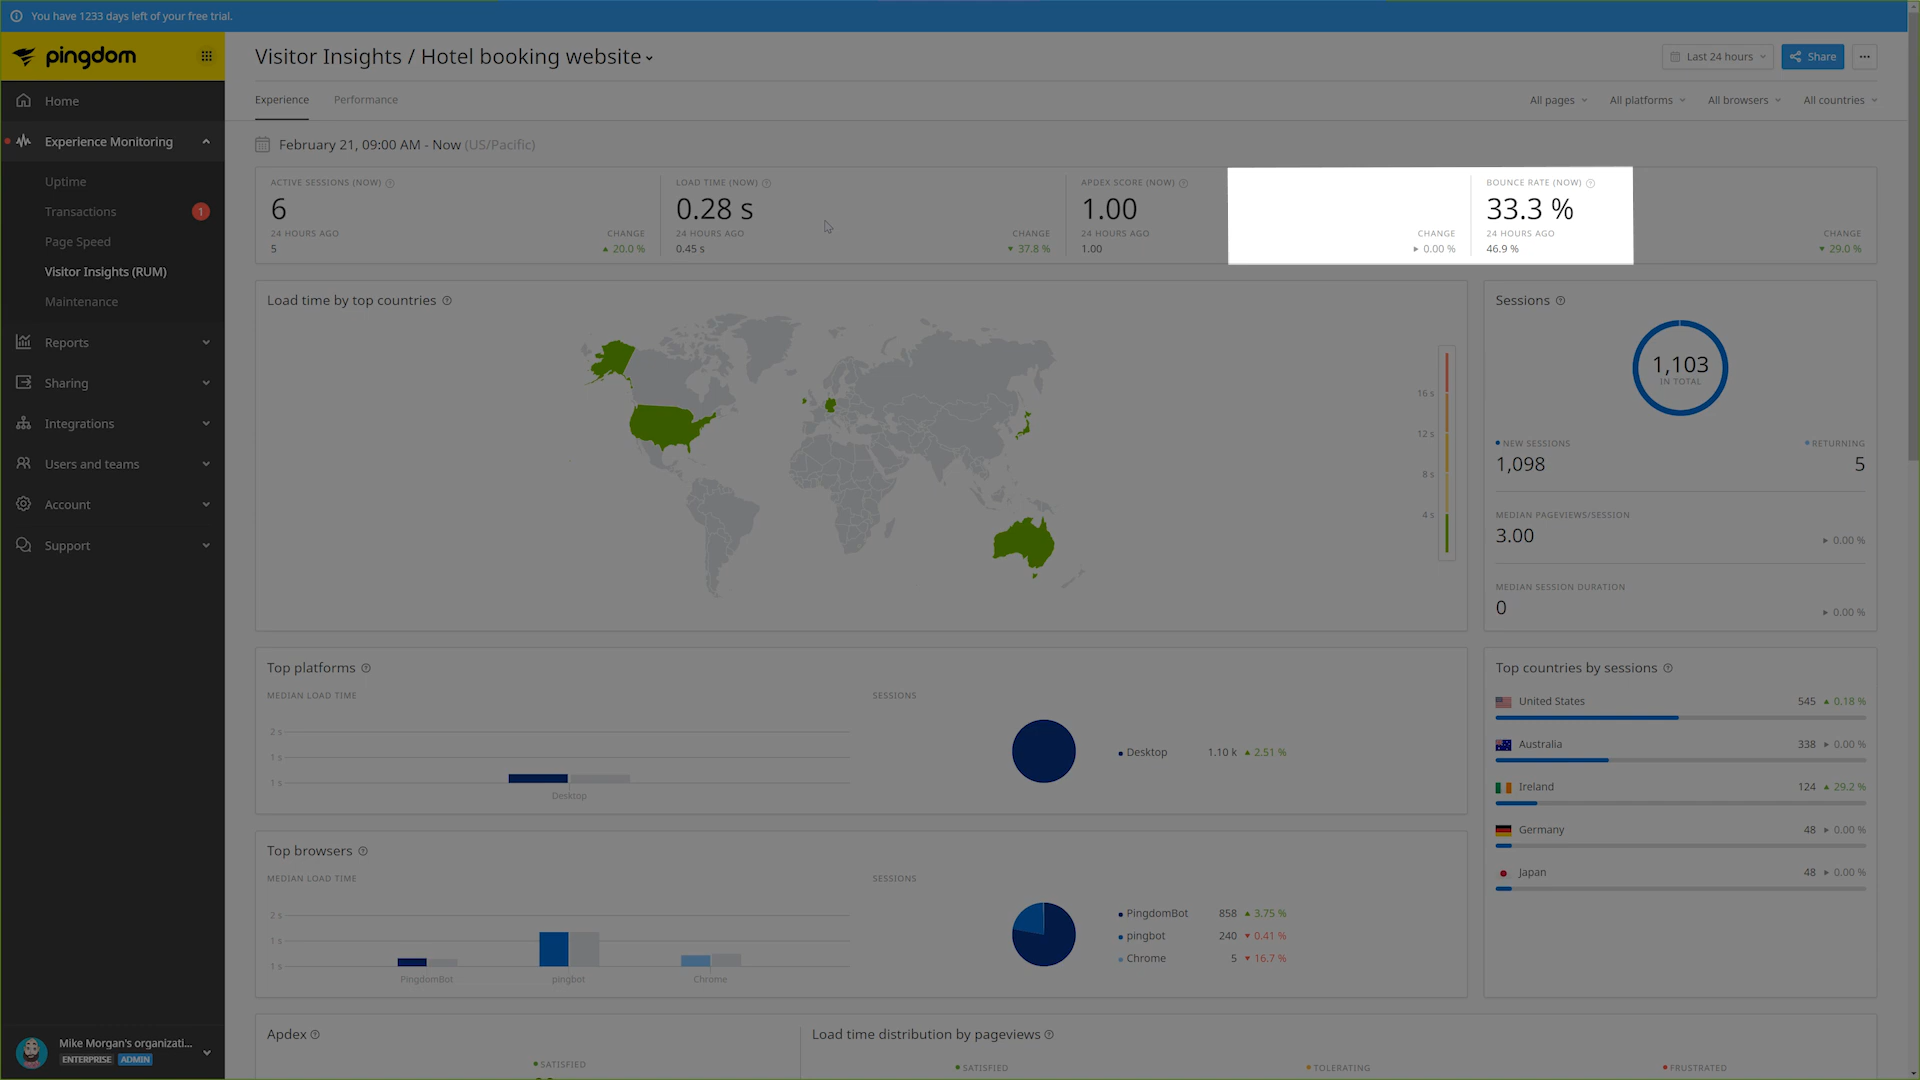 You have 1233 days left of your free trial.
pingdom
Home
Experience Monitoring
Uptime
Transactions 1
Page Speed
Visitor Insights (RUM)
Maintenance
Reports
Sharing
Integrations
Users and teams
Account
Support
Mike Morgan's organizati...
ENTERPRISE ADMIN
Visitor Insights / Hotel booking website
Last 24 hours
Share
Experience Performance
All pages All platforms All browsers All countries
February 21, 09:00 AM - Now (US/Pacific)
ACTIVE SESSIONS (NOW)
6
24 HOURS AGO CHANGE
5 20.0 %
LOAD TIME (NOW)
0.28 s
24 HOURS AGO CHANGE
0.45 s 37.8 %
APDEX SCORE (NOW)
1.00
24 HOURS AGO CHANGE
1.00 0.00 %
BOUNCE RATE (NOW)
33.3 %
24 HOURS AGO CHANGE
46.9 % 29.0 %
Load time by top countries
16 s
12 s
8 s
4 s
Sessions
1,103
IN TOTAL
NEW SESSIONS RETURNING
1,098 5
MEDIAN PAGEVIEWS/SESSION
3.00 0.00 %
MEDIAN SESSION DURATION
0 0.00 %
Top platforms
MEDIAN LOAD TIME SESSIONS
2 s
1 s
1 s
Desktop
Desktop 1.10 k 2.51 %
Top countries by sessions
United States 545 0.18 %
Australia 338 0.00 %
Ireland 124 29.2 %
Germany 48 0.00 %
Japan 48 0.00 %
Top browsers
MEDIAN LOAD TIME SESSIONS
2 s
1 s
1 s
PingdomBot pingbot Chrome
PingdomBot 858 3.75 %
pingbot 240 0.41 %
Chrome 5 16.7 %
Apdex
SATISFIED
Load time distribution by pageviews
SATISFIED TOLERATING FRUSTRATED